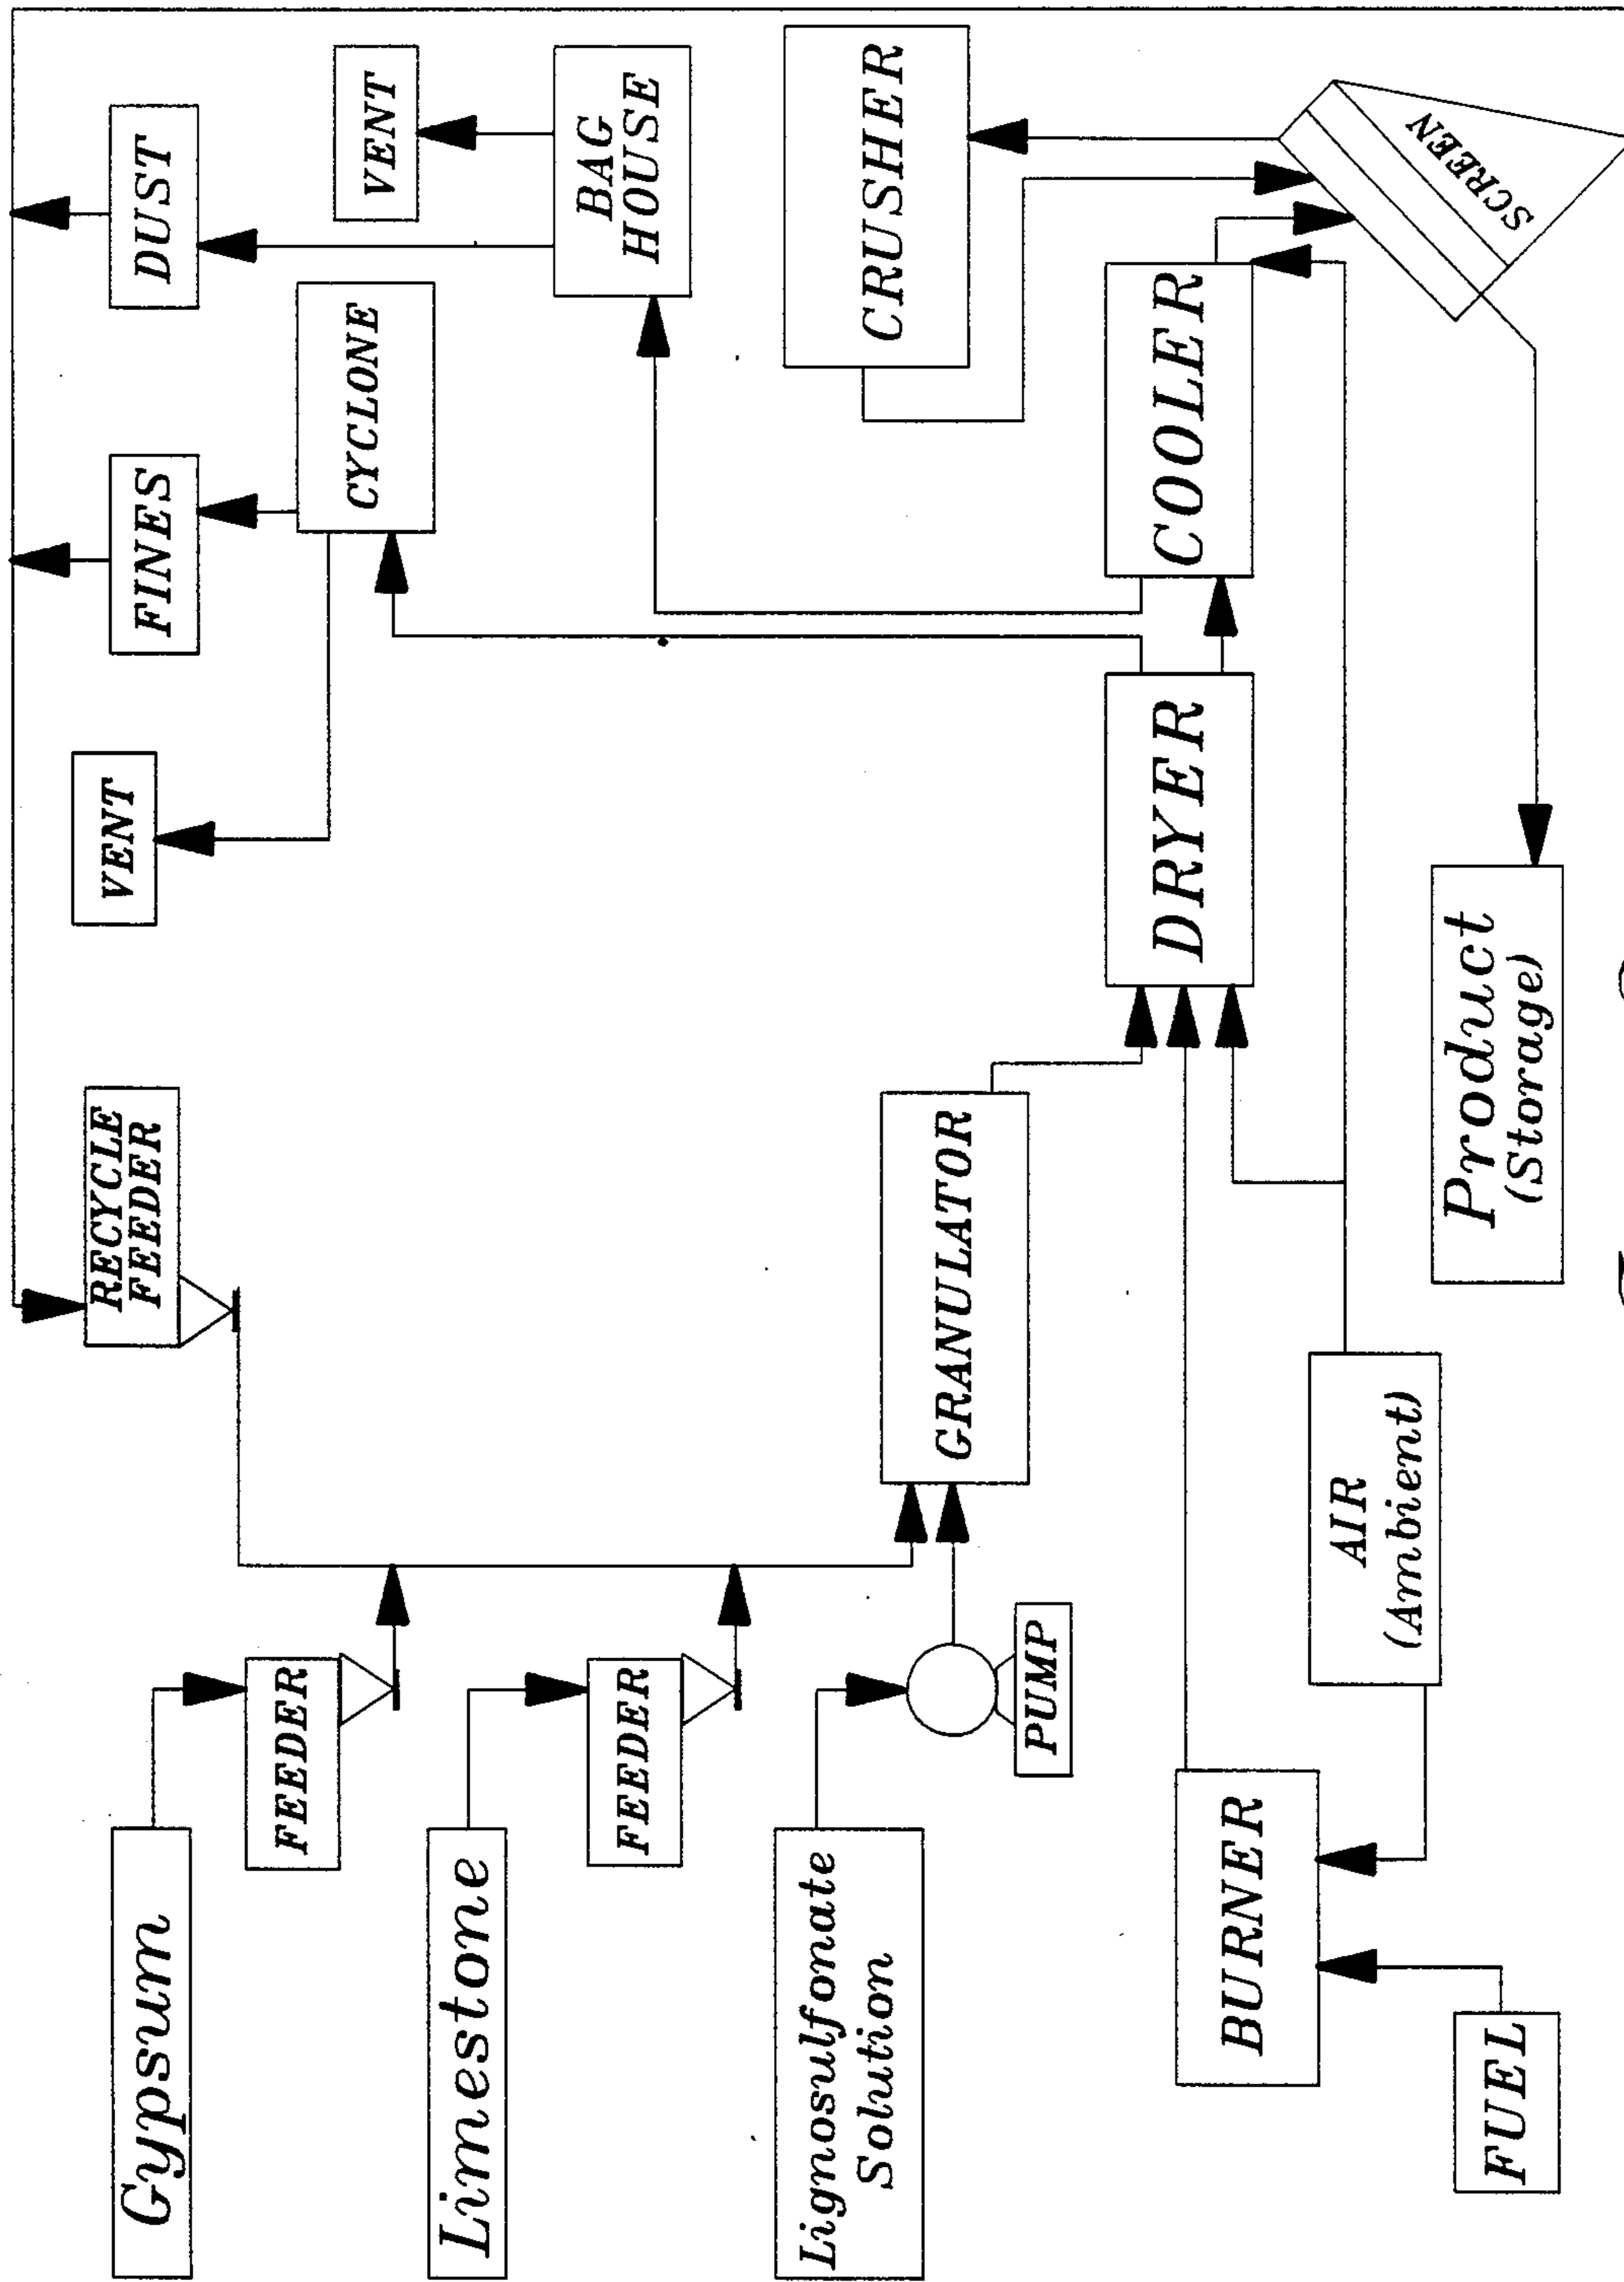 Gypsum
FEEDER
Limestone
FEEDER
Lignosulfonate
Solution
PUMP
RECYCLE
FEEDER
GRANULATOR
VENT
FINES
CYCLONE
DUST
VENT
BAG
HOUSE
CRUSHER
DRYER
COOLER
SCREEN
BURNER
FUEL
AIR
(Ambient)
Product
(Storage)